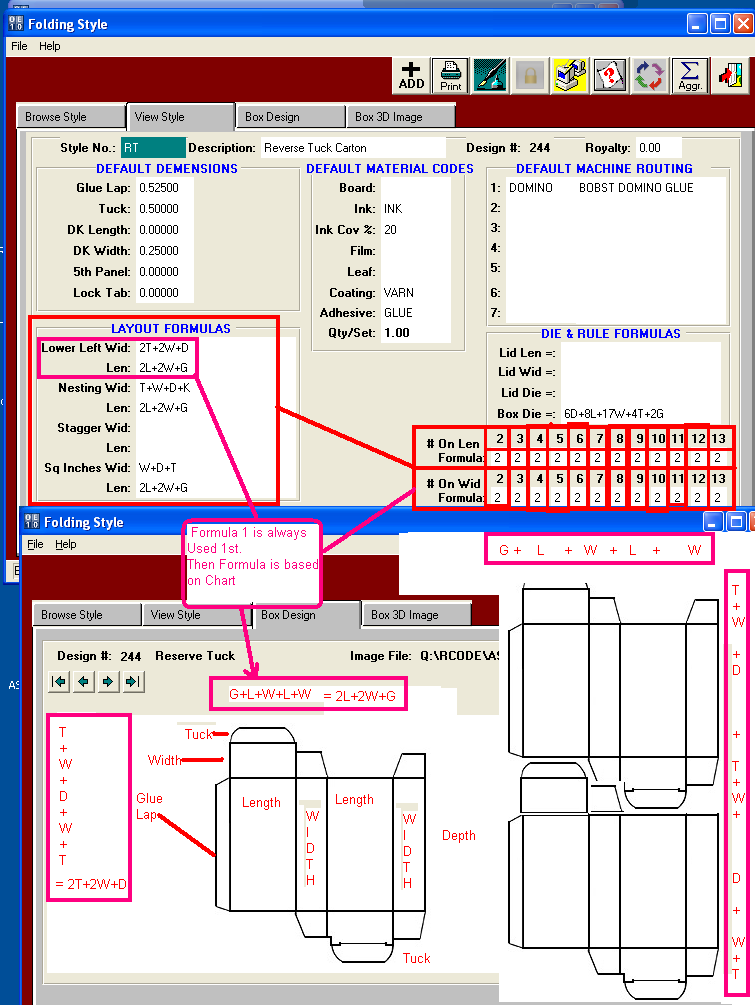 Folding Style
File Help
ADD
Print
Aggr.
Browse Style
View Style
Box Design
Box 3D Image
Style No.: RT Description: Reverse Tuck Carton Design #: 244 Royalty: 0.00
DEFAULT DEMENSIONS
Glue Lap: 0.52500
Tuck: 0.50000
DK Length: 0.00000
DK Width: 0.25000
5th Panel: 0.00000
Lock Tab: 0.00000
DEFAULT MATERIAL CODES
Board:
Ink: INK
Ink Cov %: 20
Film:
Leaf:
Coating: VARN
Adhesive: GLUE
Qty/Set: 1.00
DEFAULT MACHINE ROUTING
1: DOMINO BOBST DOMINO GLUE
2:
3:
4:
5:
6:
7:
LAYOUT FORMULAS
Lower Left Wid: 2T+2W+D
Len: 2L+2W+G
Nesting Wid: T+W+D+K
Len: 2L+2W+G
Stagger Wid:
Len:
Sq Inches Wid: W+D+T
Len: 2L+2W+G
DIE & RULE FORMULAS
Lid Len =:
Lid Wid =:
Lid Die =:
Box Die =: 6D+8L+17W+4T+2G
# On Len 2 3 4 5 6 7 8 9 10 11 12 13
Formula: 2 2 2 2 2 2 2 2 2 2 2 2
# On Wid 2 3 4 5 6 7 8 9 10 11 12 13
Formula: 2 2 2 2 2 2 2 2 2 2 2 2
Folding Style
File Help
Formula 1 is always
Used 1st.
Then Formula is based
on Chart
Browse Style
View Style
Box Design
Box 3D Image
Design #: 244 Reserve Tuck Image File: Q:\RCODE\AS
G+L+W+L+W = 2L+2W+G
T
+
W
+
D
+
W
+
T
= 2T+2W+D
Tuck
Width
Glue
Lap
Length
WIDTH
Length
WIDTH
Depth
Tuck
G + L + W + L + W
T
+
W
+
D
+
T
+
W
+
D
+
W
+
T